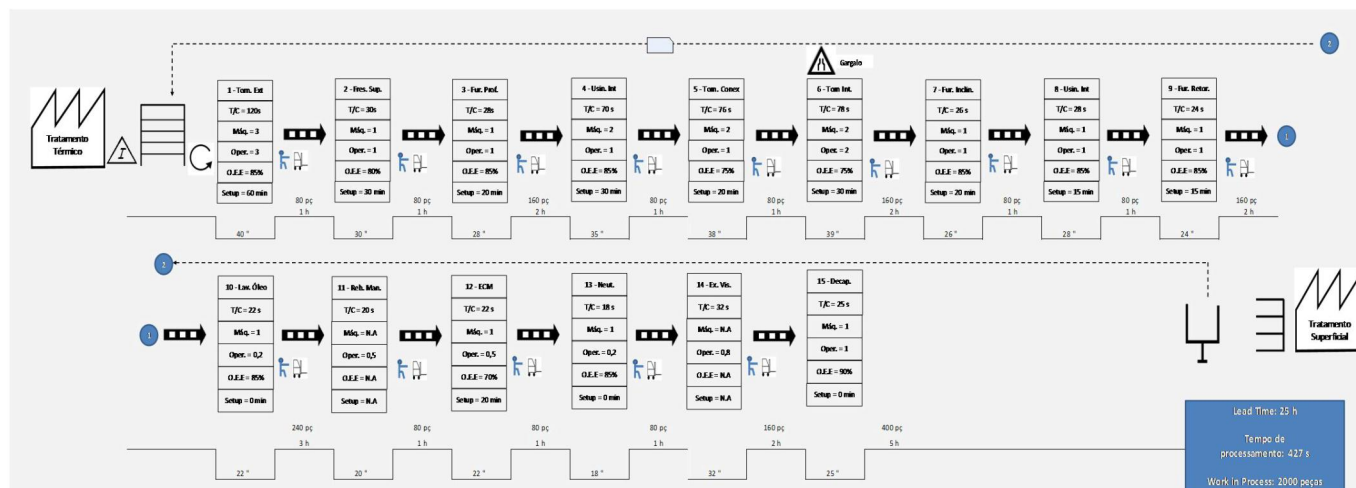 2
Gargalo
Tratamento
Térmico
I
1 - Torn. Ext
T/C = 120s
Máq. = 3
Oper. = 3
O.E.E = 85%
Setup = 60 min
2 - Fres. Sup.
T/C = 30s
Máq. = 1
Oper. = 1
O.E.E = 80%
Setup = 30 min
3 - Fur. Prof.
T/C = 28s
Máq. = 1
Oper. = 1
O.E.E = 85%
Setup = 20 min
4 - Usin. Int
T/C = 70 s
Máq. = 2
Oper. = 1
O.E.E = 85%
Setup = 30 min
5 - Torn. Conex
T/C = 76 s
Máq. = 2
Oper. = 1
O.E.E = 75%
Setup = 20 min
6 - Torn Int.
T/C = 78 s
Máq. = 2
Oper. = 2
O.E.E = 75%
Setup = 30 min
7 - Fur. Inclin.
T/C = 26 s
Máq. = 1
Oper. = 1
O.E.E = 85%
Setup = 20 min
8 - Usin. Int
T/C = 28 s
Máq. = 1
Oper. = 1
O.E.E = 85%
Setup = 15 min
9 - Fur. Retor.
T/C = 24 s
Máq. = 1
Oper. = 1
O.E.E = 85%
Setup = 15 min
1
80 pç
1 h
80 pç
1 h
160 pç
2 h
80 pç
1 h
80 pç
1 h
160 pç
2 h
80 pç
1 h
80 pç
1 h
160 pç
2 h
40 "
30 "
28 "
35 "
38 "
39 "
26 "
28 "
24 "
2
1
10 - Lav. Óleo
T/C = 22 s
Máq. = 1
Oper. = 0,2
O.E.E = 85%
Setup = 0 min
11 - Reb. Man.
T/C = 20 s
Máq. = N.A
Oper. = 0,5
O.E.E = N.A
Setup = N.A
12 - ECM
T/C = 22 s
Máq. = 1
Oper. = 0,5
O.E.E = 70%
Setup = 20 min
13 - Neut.
T/C = 18 s
Máq. = 1
Oper. = 0,2
O.E.E = 85%
Setup = 0 min
14 - Ex. Vis.
T/C = 32 s
Máq. = N.A
Oper. = 0,8
O.E.E = N.A
Setup = N.A
15 - Decap.
T/C = 25 s
Máq. = 1
Oper. = 1
O.E.E = 90%
Setup = 0 min
Tratamento
Superficial
240 pç
3 h
80 pç
1 h
80 pç
1 h
80 pç
1 h
160 pç
2 h
400 pç
5 h
22 "
20 "
22 "
18 "
32 "
25 "
Lead Time: 25 h
Tempo de
processamento: 427 s
Work in Process: 2000 peças